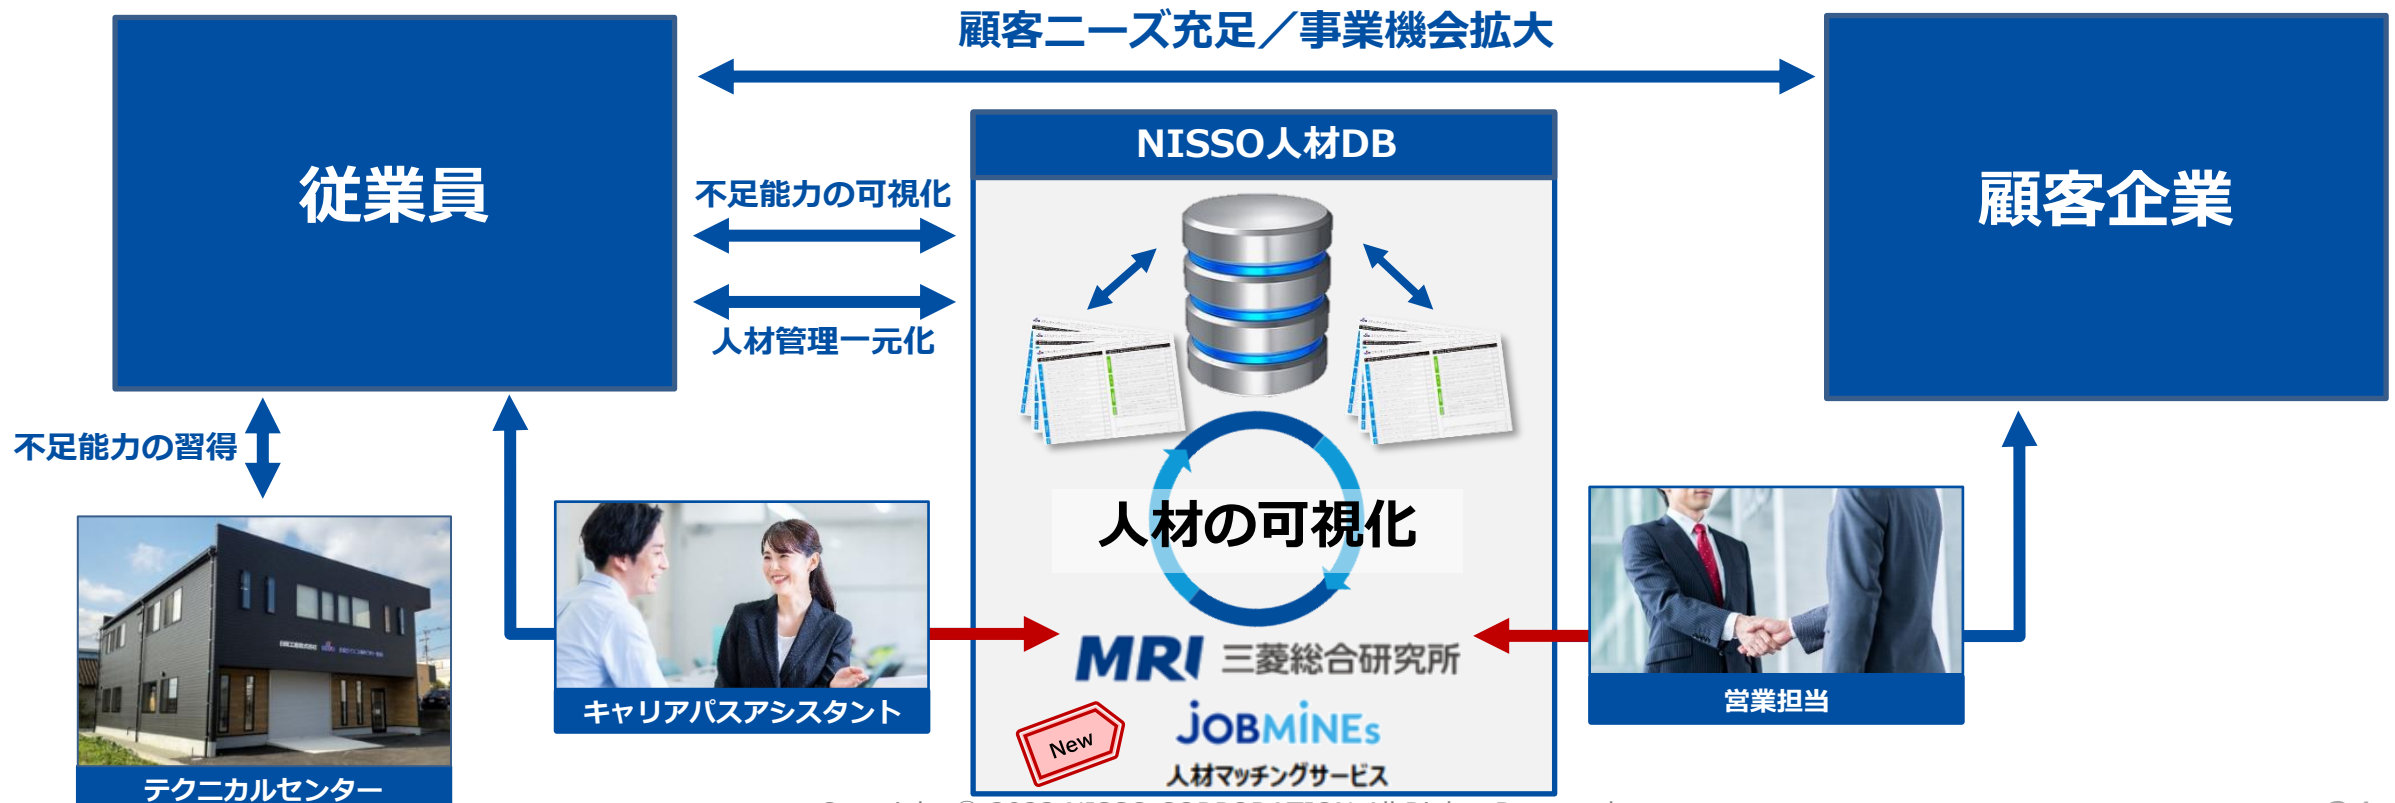 顧客ニーズ充足／事業機会拡大
従業員
NISSO人材DB
顧客企業
不足能力の可視化
人材管理一元化
不足能力の習得
人材の可視化
MRI 三菱総合研究所
キャリアパスアシスタント
営業担当
New
JOBMINEs
人材マッチングサービス
テクニカルセンター